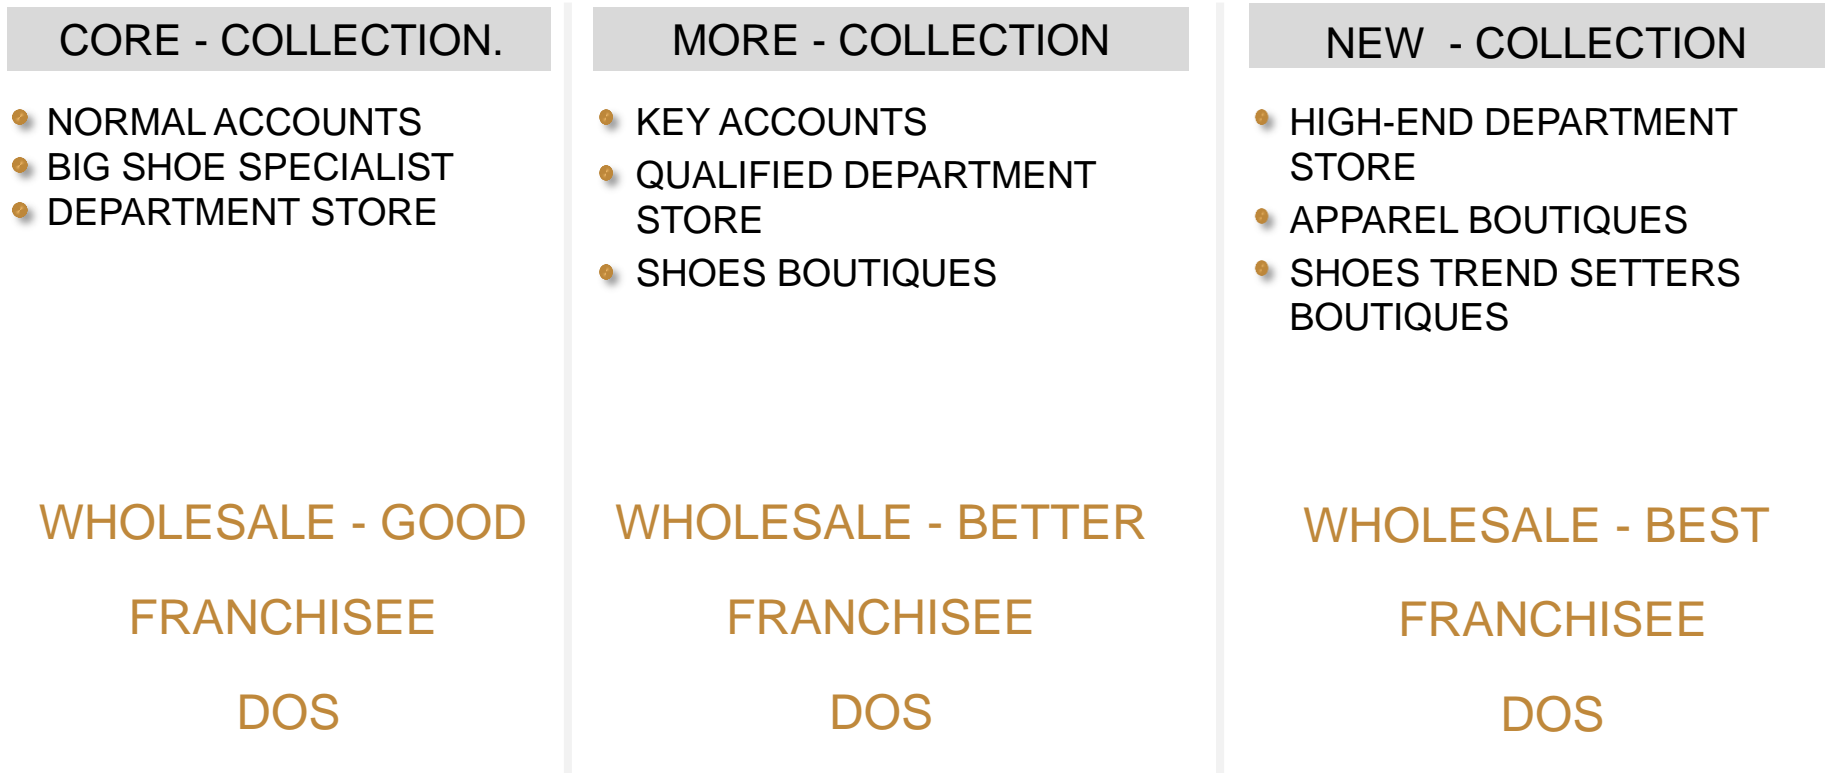 CORE - COLLECTION.
NORMAL ACCOUNTS
BIG SHOE SPECIALIST
DEPARTMENT STORE
WHOLESALE - GOOD
FRANCHISEE
DOS
MORE - COLLECTION
KEY ACCOUNTS
QUALIFIED DEPARTMENT
STORE
SHOES BOUTIQUES
WHOLESALE - BETTER
FRANCHISEE
DOS
NEW - COLLECTION
HIGH-END DEPARTMENT
STORE
APPAREL BOUTIQUES
SHOES TREND SETTERS
BOUTIQUES
WHOLESALE - BEST
FRANCHISEE
DOS